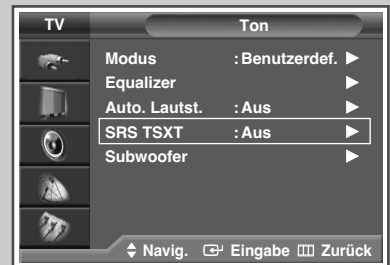 TV Ton
Modus : Benutzerdef. ▶
Equalizer ▶
Auto. Lautst. : Aus ▶
SRS TSXT : Aus ▶
Subwoofer ▶
Navig. Eingabe Zurück